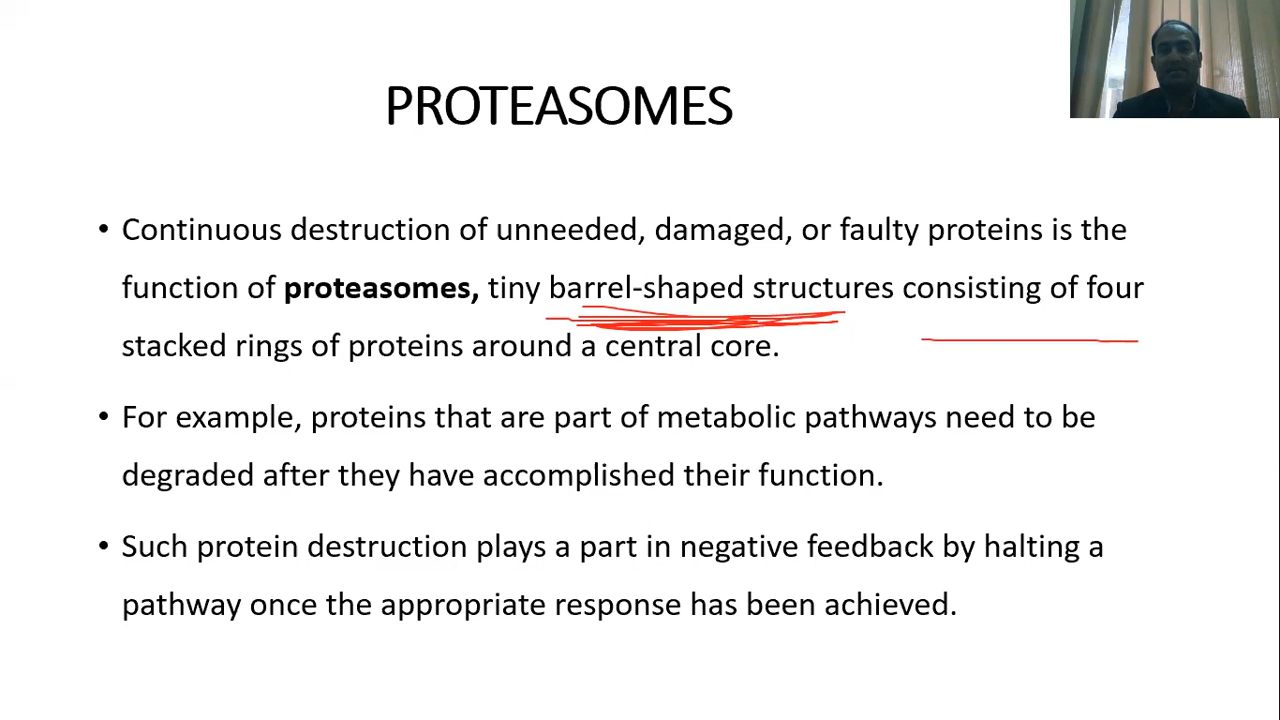 PROTEASOMES
• Continuous destruction of unneeded, damaged, or faulty proteins is the
function of proteasomes, tiny barrel-shaped structures consisting of four
stacked rings of proteins around a central core.
• For example, proteins that are part of metabolic pathways need to be
degraded after they have accomplished their function.
• Such protein destruction plays a part in negative feedback by halting a
pathway once the appropriate response has been achieved.